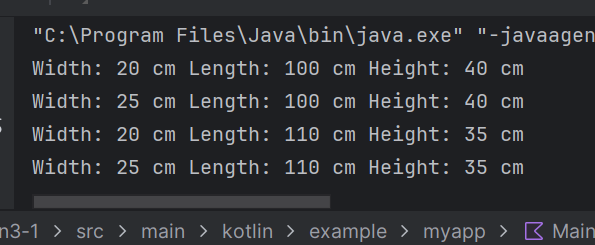 "C:\Program Files\Java\bin\java.exe" "-javaagen
Width: 20 cm Length: 100 cm Height: 40 cm
Width: 25 cm Length: 100 cm Height: 40 cm
Width: 20 cm Length: 110 cm Height: 35 cm
Width: 25 cm Length: 110 cm Height: 35 cm
n3-1 > src > main > kotlin > example > myapp > Main